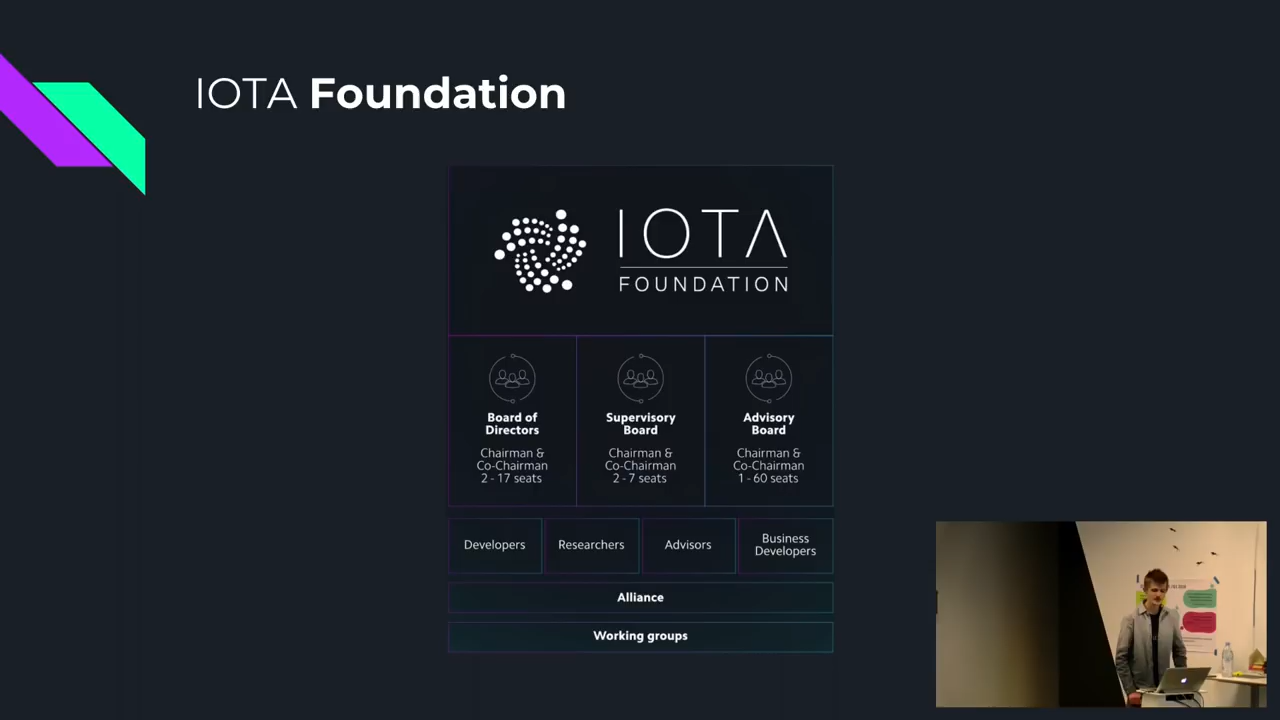 IOTA Foundation
IOTA
FOUNDATION
Board of
Directors
Chairman &
Co-Chairman
2 - 17 seats
Supervisory
Board
Chairman &
Co-Chairman
2 - 7 seats
Advisory
Board
Chairman &
Co-Chairman
1 - 60 seats
Developers
Researchers
Advisors
Business
Developers
Alliance
Working groups